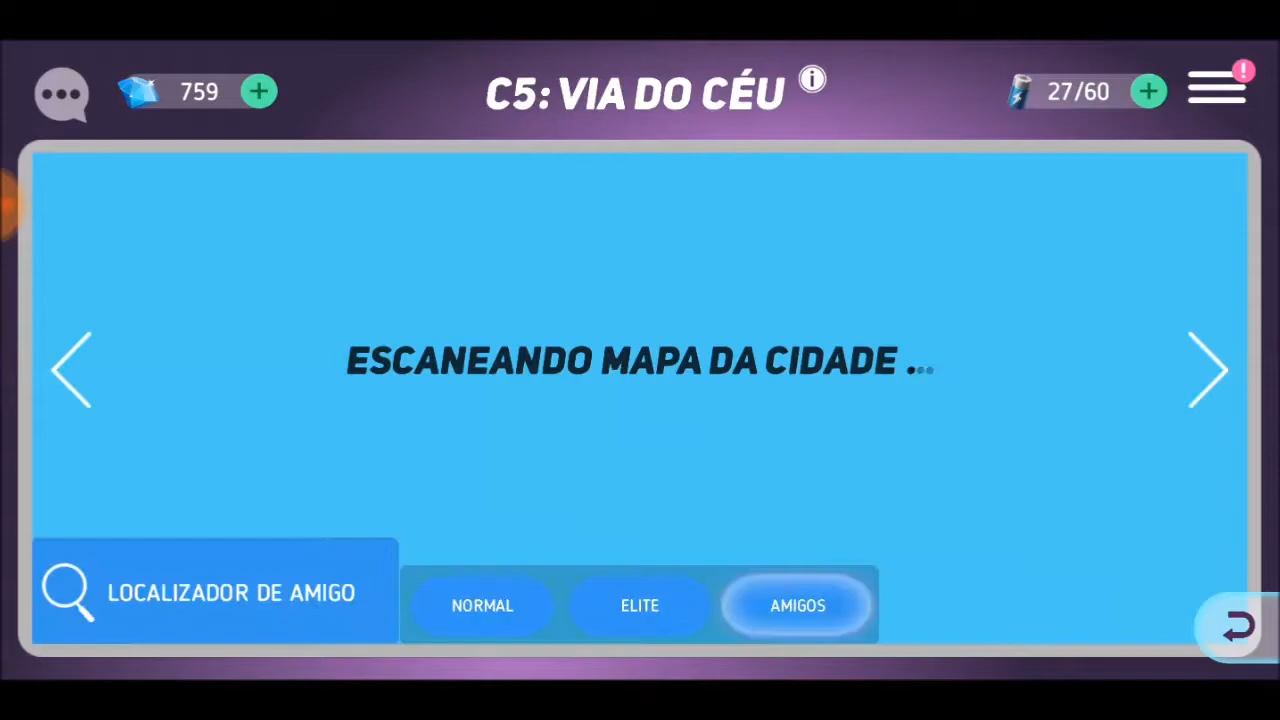 759
C5: VIA DO CÉU
27/60
ESCANEANDO MAPA DA CIDADE ...
LOCALIZADOR DE AMIGO
NORMAL
ELITE
AMIGOS